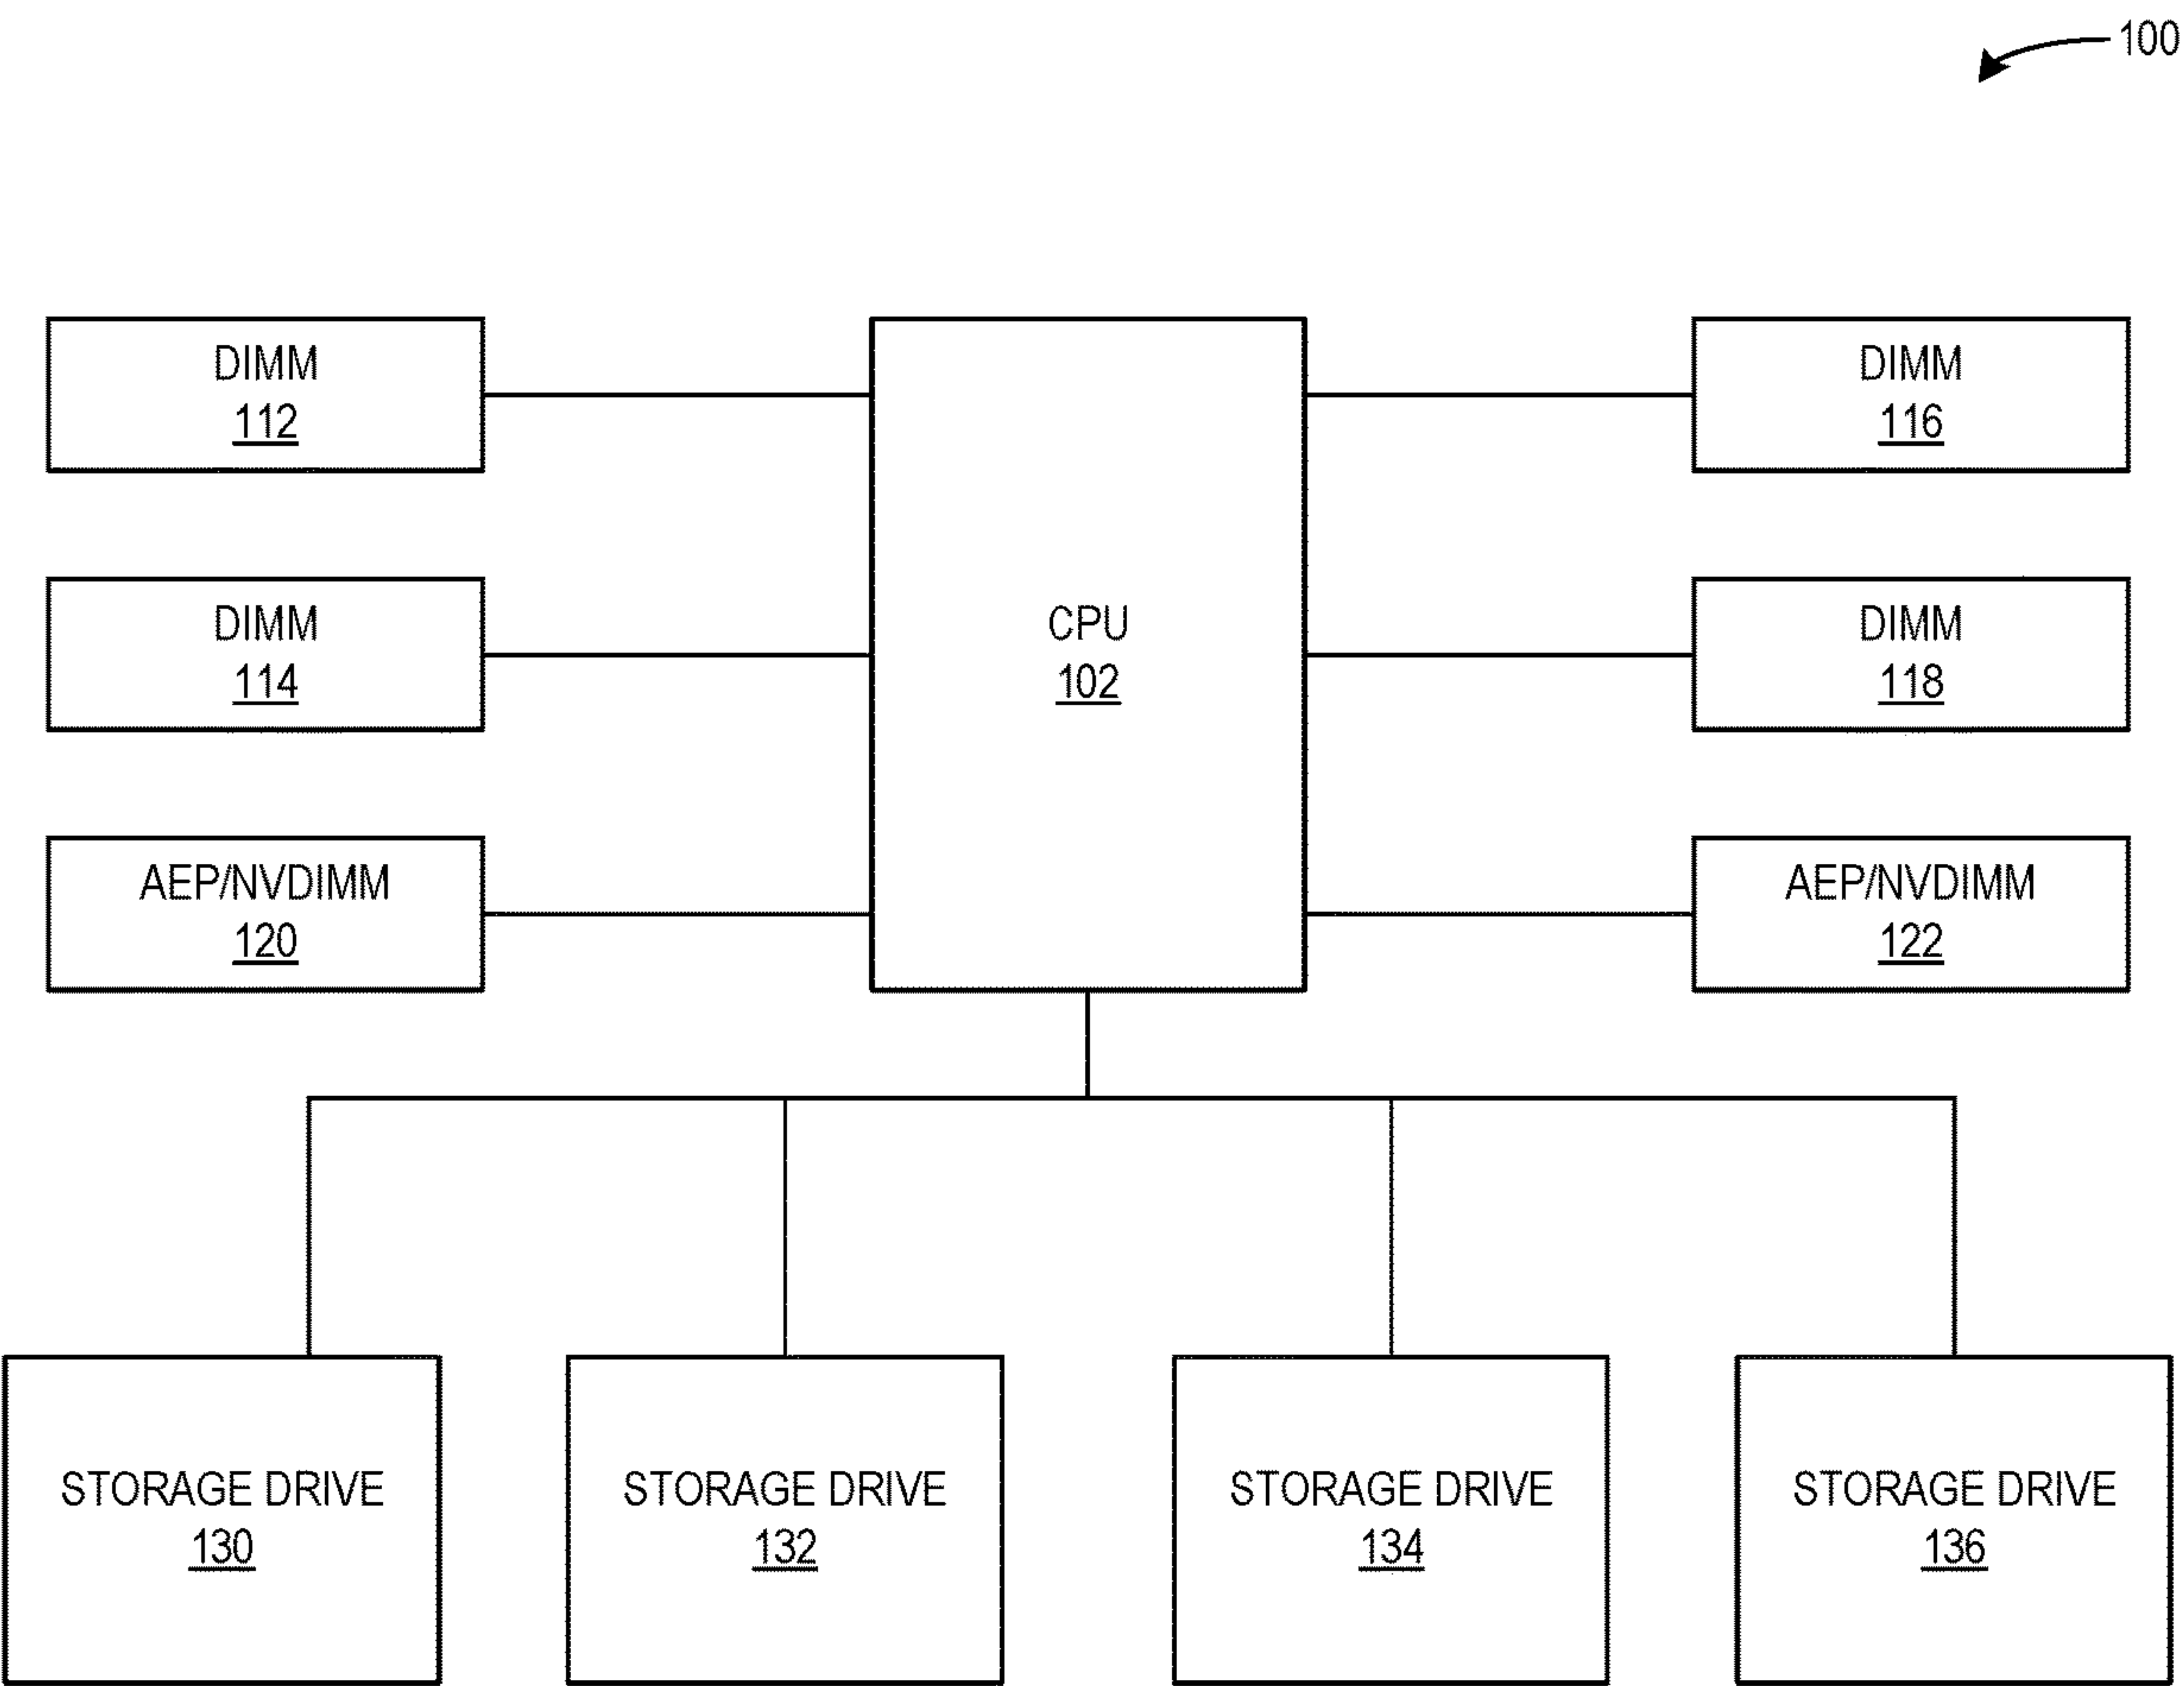 100
DIMM
112
CPU
102
DIMM
116
DIMM
114
DIMM
118
AEP/NVDIMM
120
AEP/NVDIMM
122
STORAGE DRIVE
130
STORAGE DRIVE
132
STORAGE DRIVE
134
STORAGE DRIVE
136